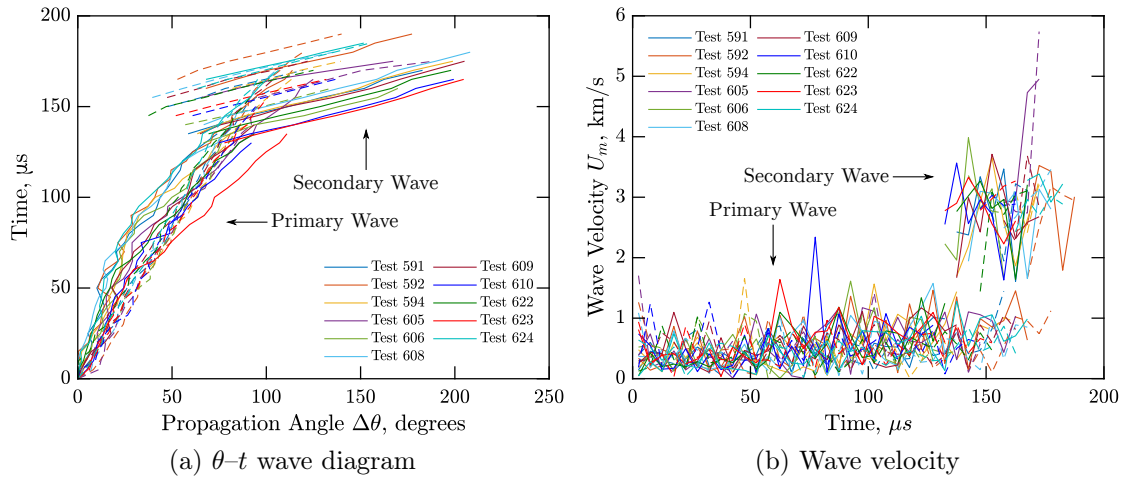 200
150
100
50
0
Time, μs
0 50 100 150 200 250
Propagation Angle Δθ, degrees
Secondary Wave
Primary Wave
Test 591 Test 609
Test 592 Test 610
Test 594 Test 622
Test 605 Test 623
Test 606 Test 624
Test 608
(a) θ–t wave diagram
6
5
4
3
2
1
0
Wave Velocity U_m, km/s
0 50 100 150 200
Time, μs
Test 591 Test 609
Test 592 Test 610
Test 594 Test 622
Test 605 Test 623
Test 606 Test 624
Test 608
Secondary Wave
Primary Wave
(b) Wave velocity